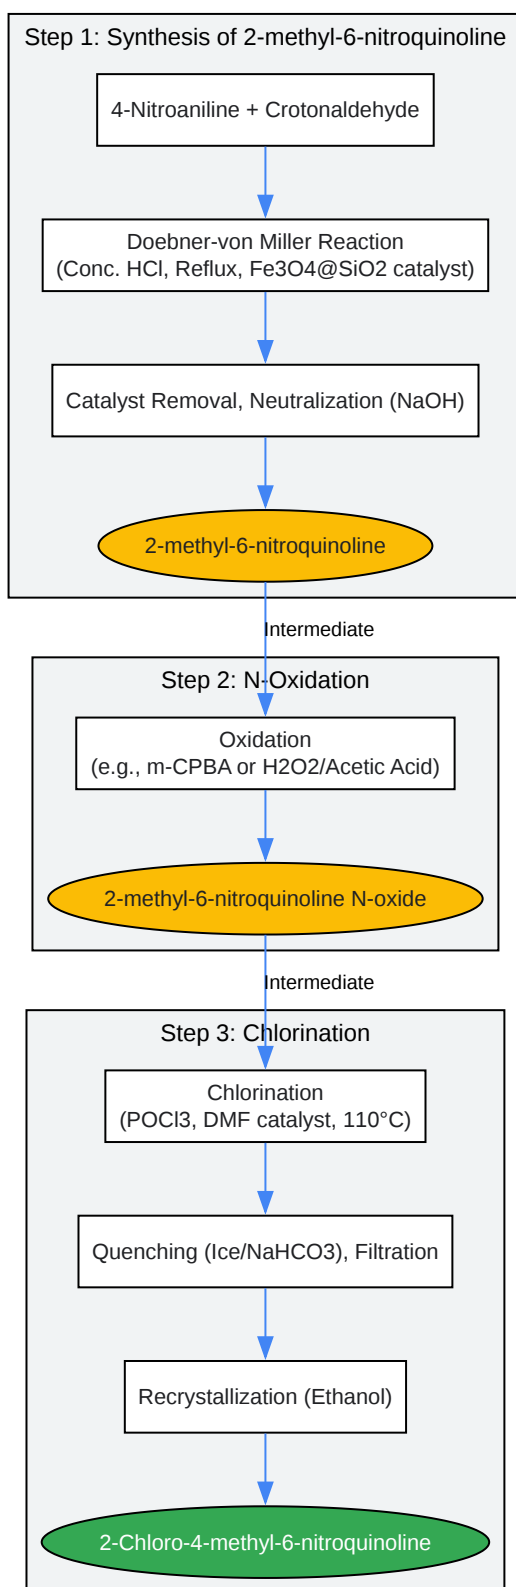 Step 1: Synthesis of 2-methyl-6-nitroquinoline
4-Nitroaniline + Crotonaldehyde
Doebner-von Miller Reaction
(Conc. HCl, Reflux, Fe3O4@SiO2 catalyst)
Catalyst Removal, Neutralization (NaOH)
2-methyl-6-nitroquinoline
Intermediate
Step 2: N-Oxidation
Oxidation
(e.g., m-CPBA or H2O2/Acetic Acid)
2-methyl-6-nitroquinoline N-oxide
Intermediate
Step 3: Chlorination
Chlorination
(POCl3, DMF catalyst, 110°C)
Quenching (Ice/NaHCO3), Filtration
Recrystallization (Ethanol)
2-Chloro-4-methyl-6-nitroquinoline